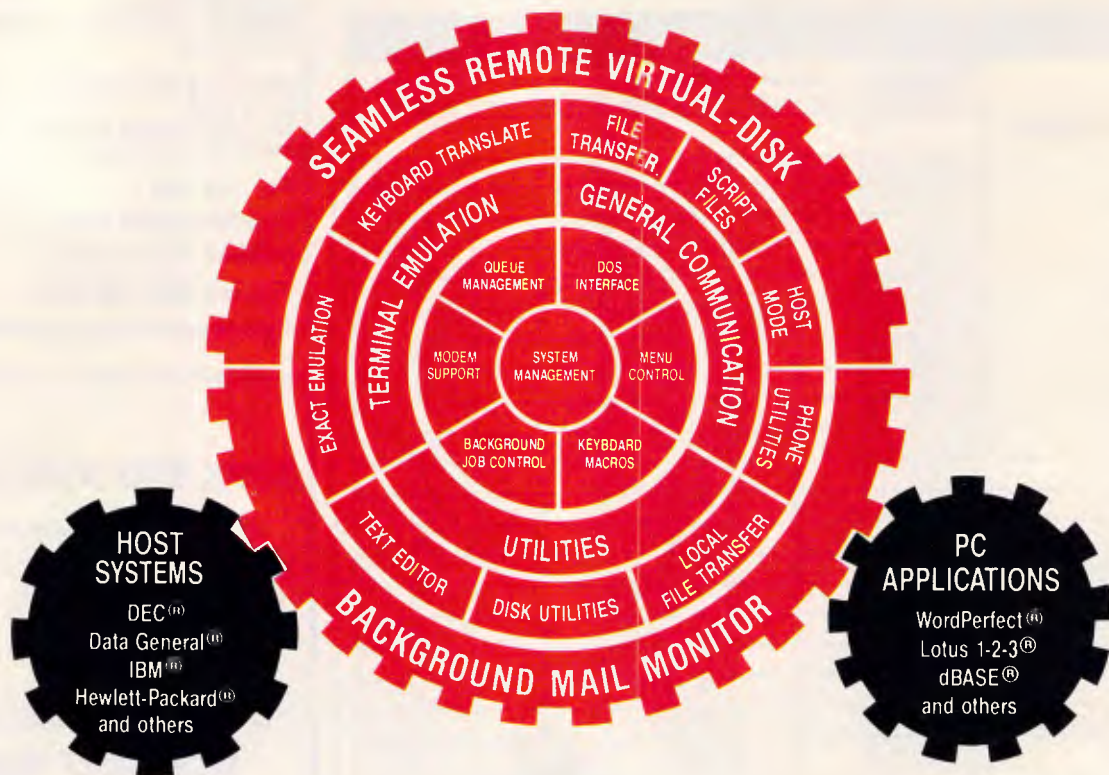 SEAMLESS REMOTE VIRTUAL-DISK
KEYBOARD TRANSLATE
FILE
TRANSFER.
SCRIPT
FILES
HOST
MODE
PHONE
UTILITIES
LOCAL
FILE TRANSFER
DISK UTILITIES
TEXT EDITOR
EXACT EMULATION
TERMINAL EMULATION
GENERAL COMMUNICATION
UTILITIES
QUEUE
MANAGEMENT
DOS
INTERFACE
MODEM
SUPPORT
SYSTEM
MANAGEMENT
MENU
CONTROL
BACKGROUND
JOB CONTROL
KEYBOARD
MACROS
BACKGROUND MAIL MONITOR
HOST
SYSTEMS
DEC®
Data General®
IBM®
Hewlett-Packard®
and others
PC
APPLICATIONS
WordPerfect®
Lotus 1-2-3®
dBASE®
and others